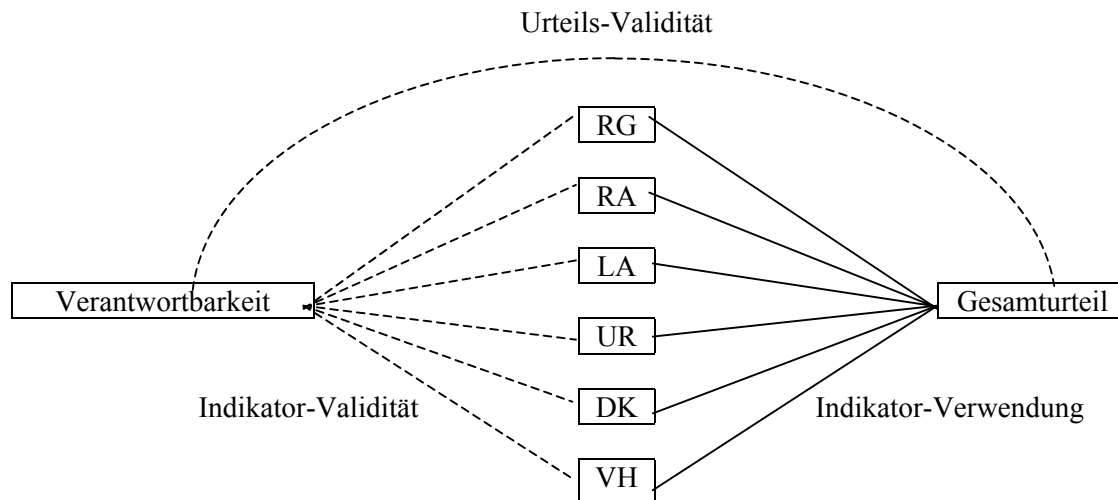 Urteils-Validität
RG
RA
LA
Verantwortbarkeit
Gesamturteil
UR
Indikator-Validität
DK
Indikator-Verwendung
VH